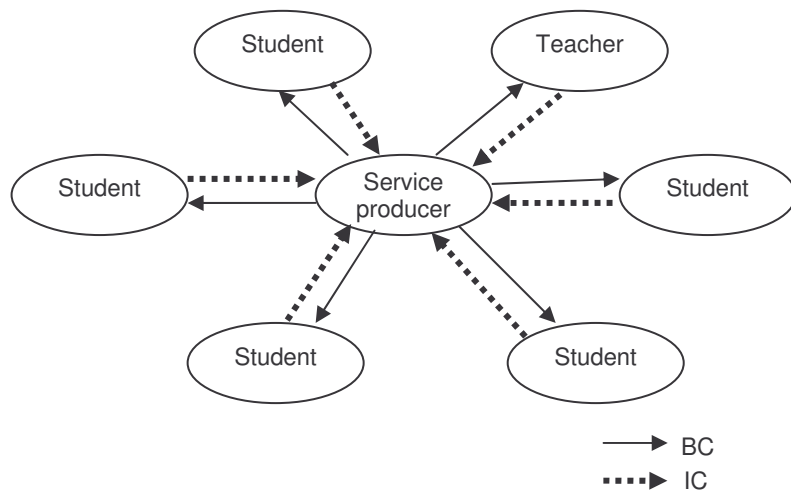 Student
Teacher
Student
Service
producer
Student
Student
Student
BC
IC